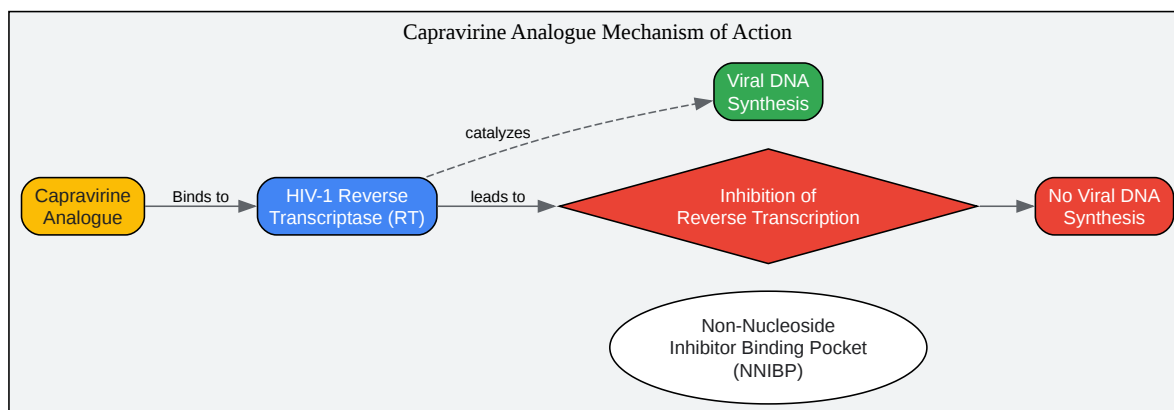 Capravirine Analogue Mechanism of Action
Viral DNA
Synthesis
catalyzes
Capravirine
Analogue
Binds to
HIV-1 Reverse
Transcriptase (RT)
leads to
Inhibition of
Reverse Transcription
No Viral DNA
Synthesis
Non-Nucleoside
Inhibitor Binding Pocket
(NNIBP)